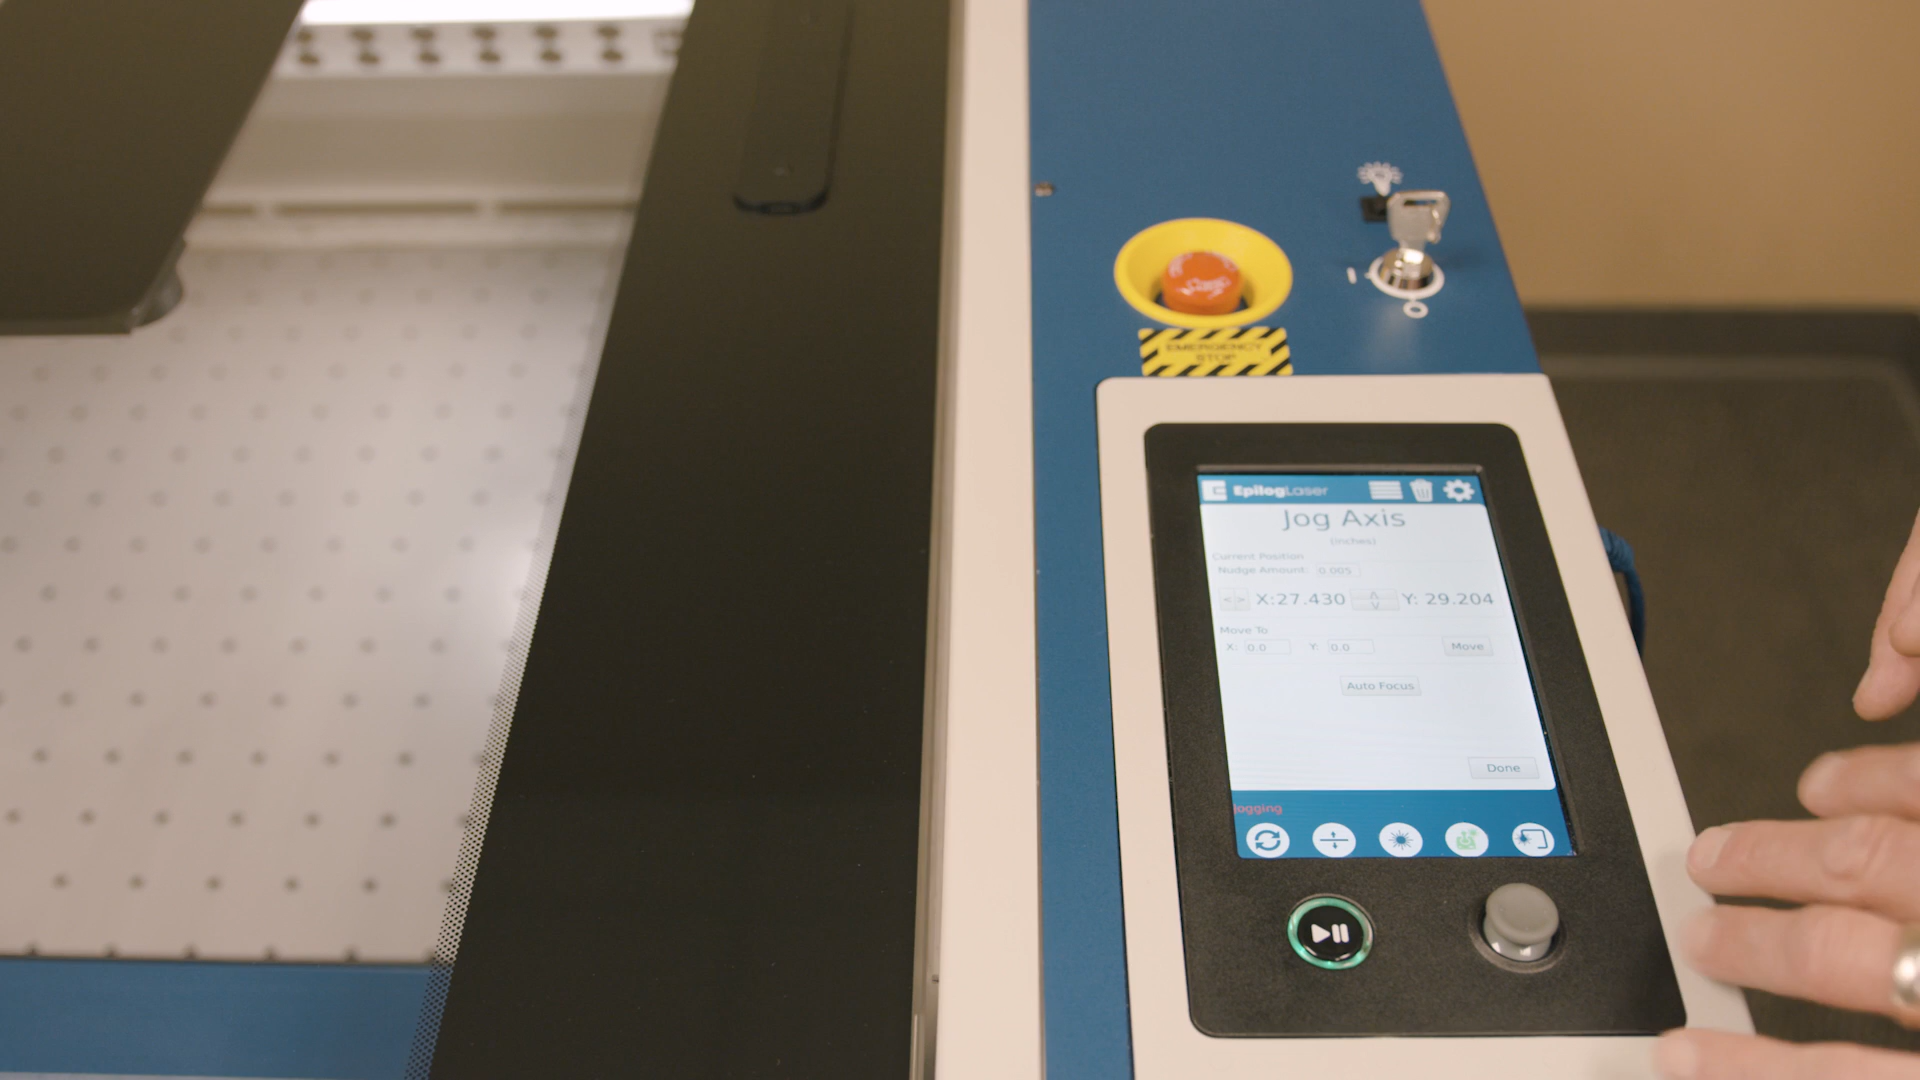 EMERGENCY
STOP
EpilogLaser
Jog Axis
(inches)
Current Position
Nudge Amount: 0.005
< > X:27.430 Y: 29.204
Move To
X: 0.0 Y: 0.0 Move
Auto Focus
Done
Jogging